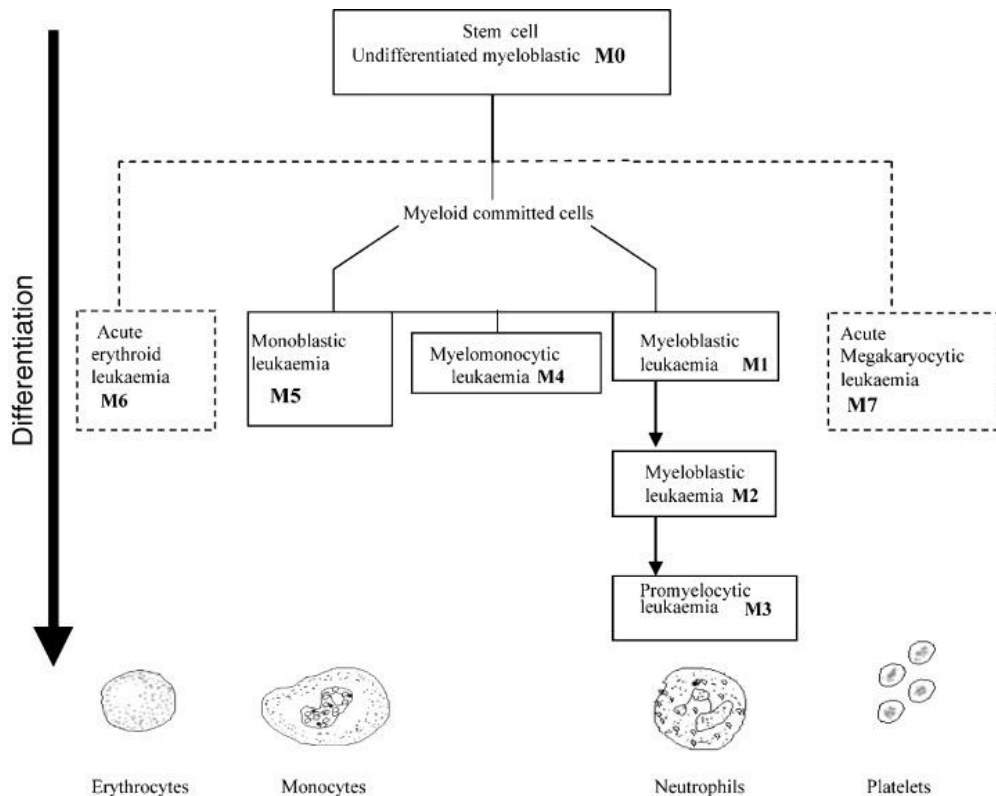 Stem cell
Undifferentiated myeloblastic M0
Myeloid committed cells
Differentiation
Acute
erythroid
leukaemia
M6
Monoblastic
leukaemia
M5
Myelomonocytic
leukaemia M4
Myeloblastic
leukaemia M1
Acute
Megakaryocytic
leukaemia
M7
Myeloblastic
leukaemia M2
Promyelocytic
leukaemia M3
Erythrocytes
Monocytes
Neutrophils
Platelets